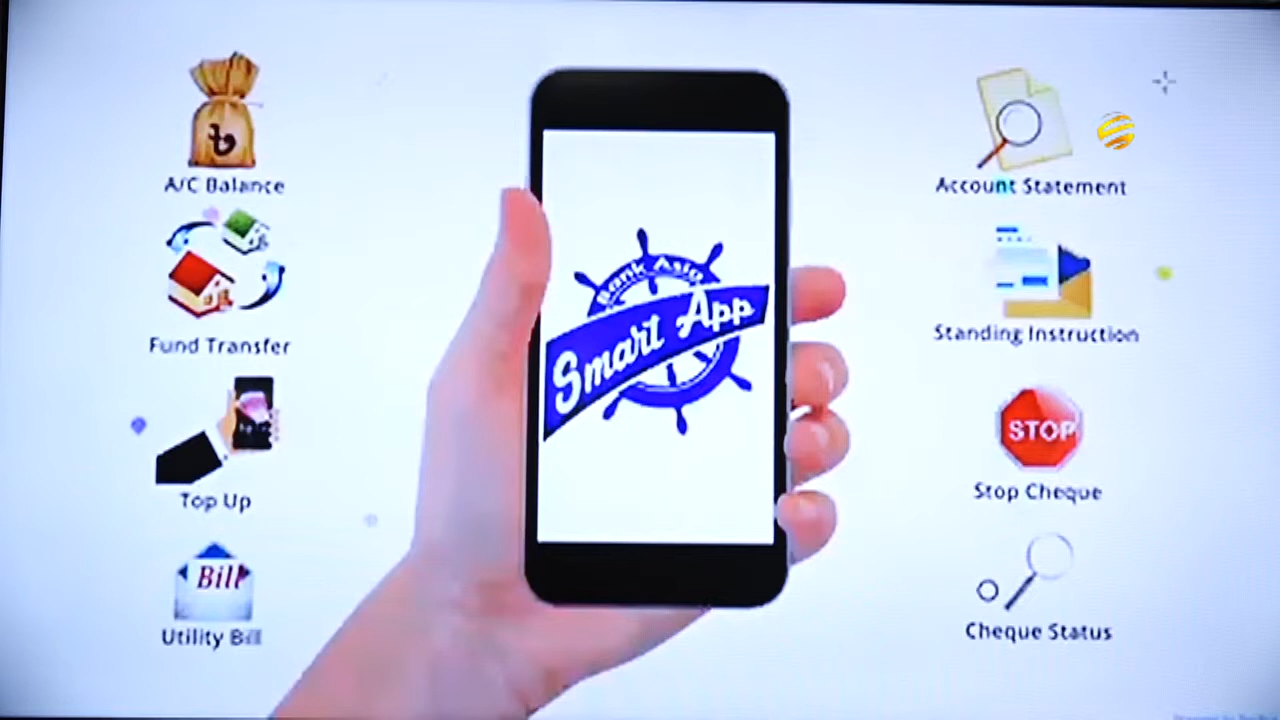 A/C Balance
Fund Transfer
Top Up
Bill
Utility Bill
Bank Asia
Smart App
Account Statement
Standing Instruction
STOP
Stop Cheque
Cheque Status